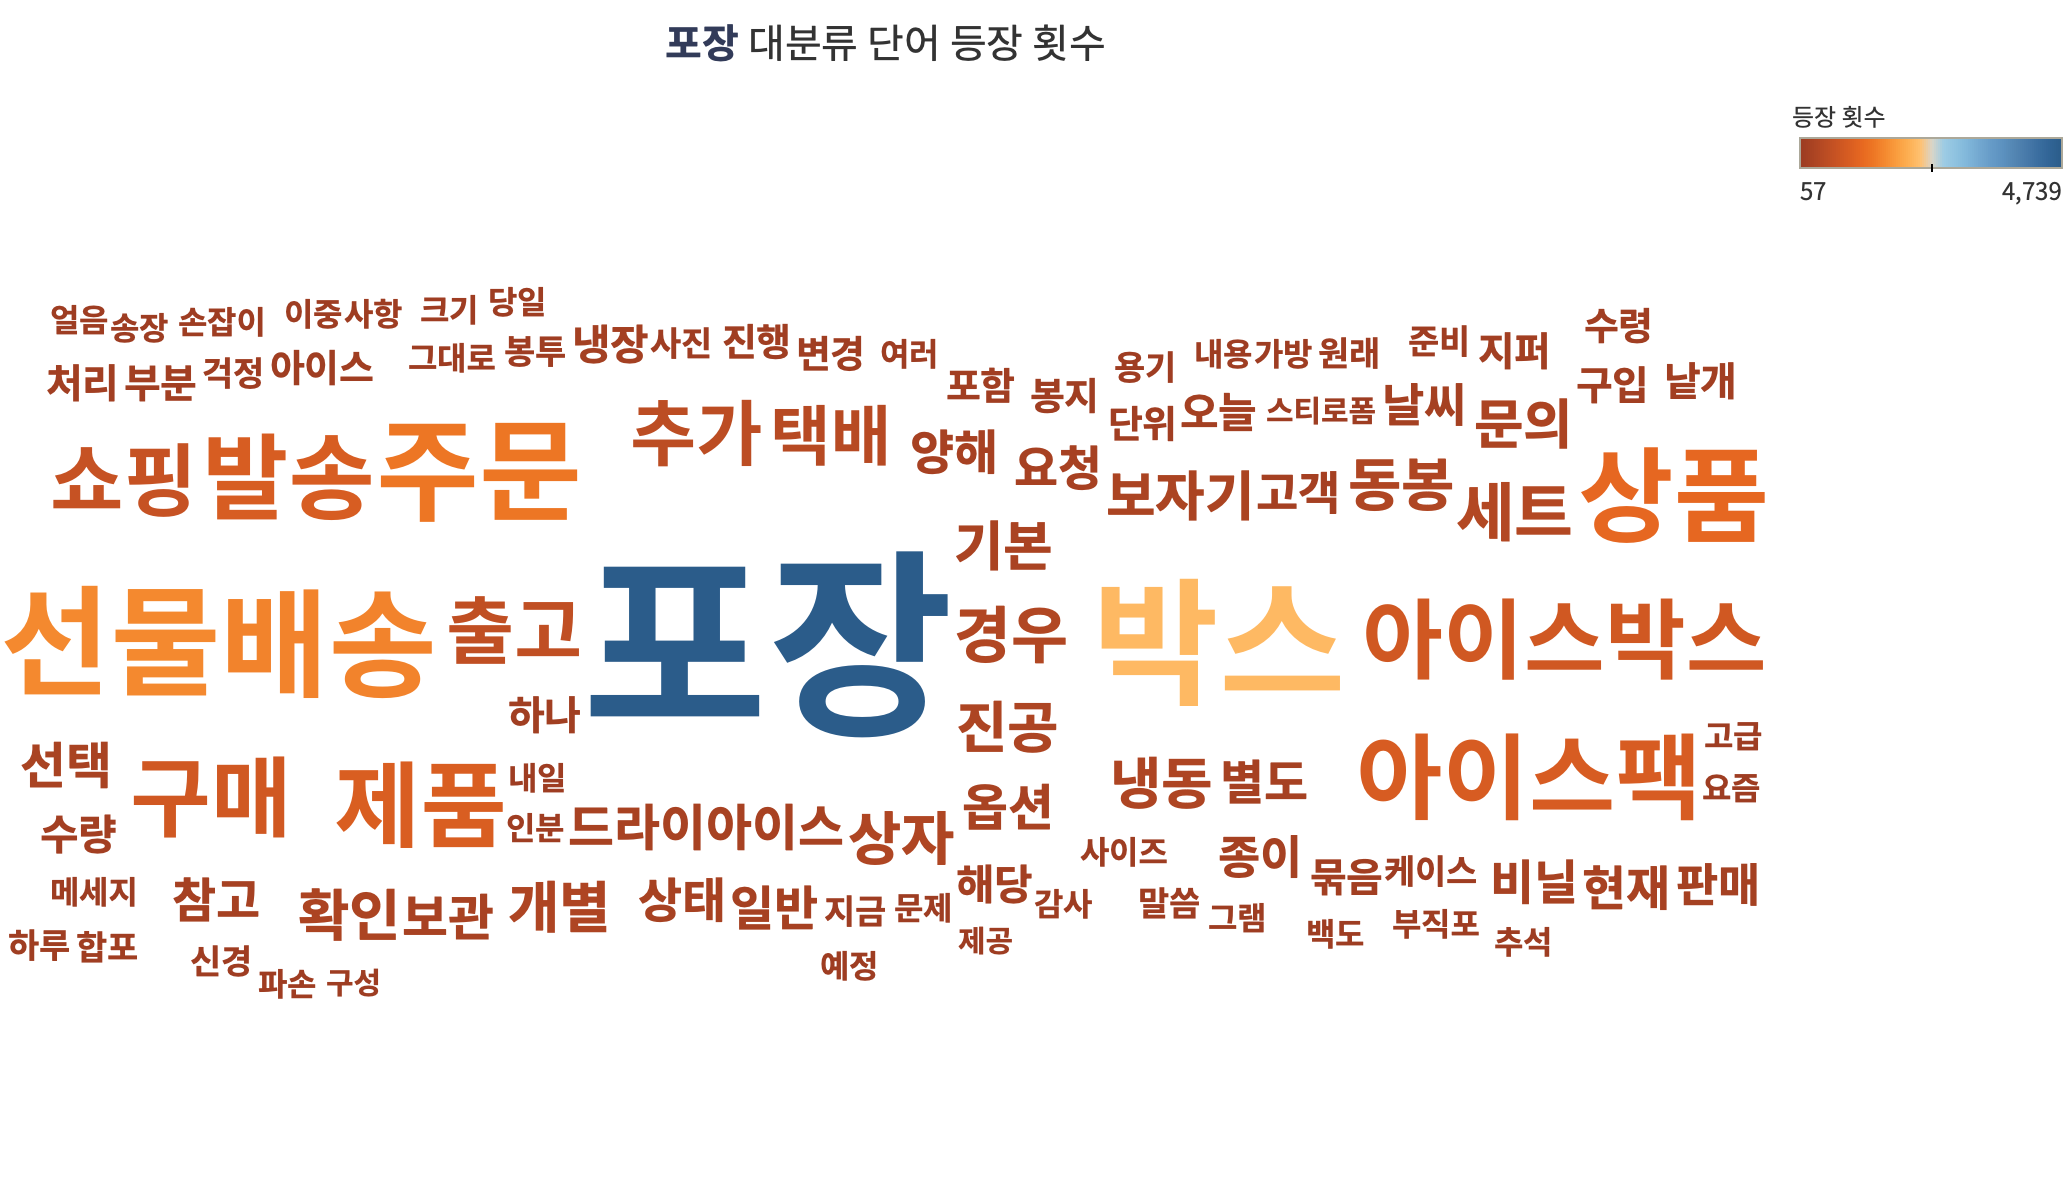 포장 대분류 단어 등장 횟수
등장 횟수
57 4,739
얼음 송장 손잡이 이중 사항 크기 당일
처리 부분 걱정 아이스 그대로 봉투 냉장 사진 진행 변경 여러
용기 내용 가방 원래 준비 지퍼 수령
포함 봉지 단위 오늘 스티로폼 날씨 문의 구입 낱개
쇼핑 발송 주문 추가 택배 양해 요청 보자기 고객 동봉 세트 상품
기본
선물 배송 출고 포장 경우 박스 아이스박스
하나 진공
선택 구매 제품 내일 냉동 별도 아이스팩 고급
요즘
수량 인분 드라이아이스 상자 옵션 사이즈 종이
메세지 참고 확인 보관 개별 상태 일반 지금 문제 해당 감사 말씀 그램 묶음 케이스 비닐 현재 판매
하루 합포 신경 파손 구성 예정 제공 백도 부직포 추석